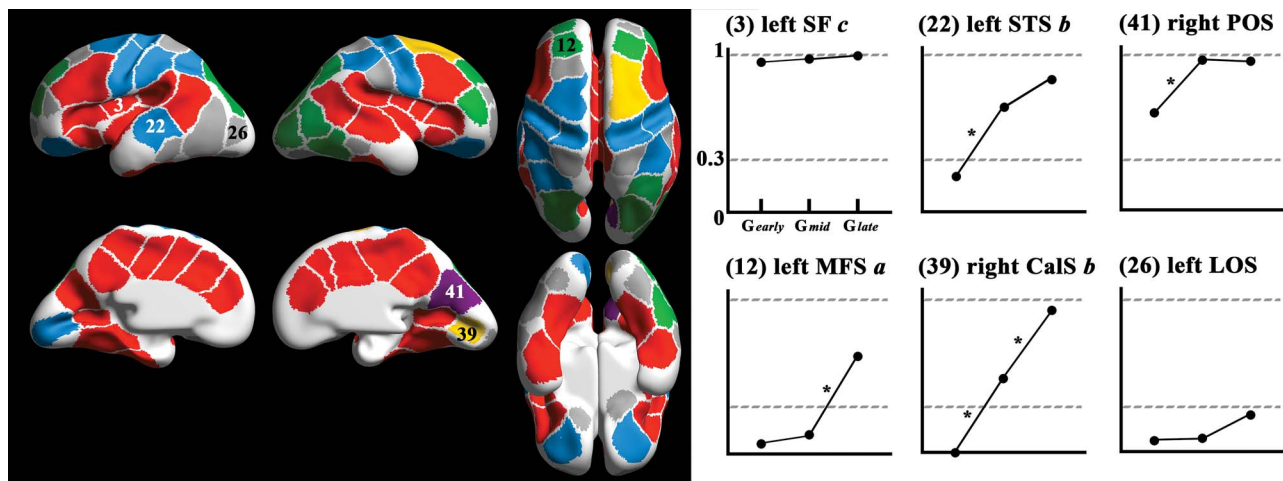 12
3
22
26
41
39
(3) left SF c
(22) left STS b
(41) right POS
1
0.3
0
*
*
G early
G mid
G late
(12) left MFS a
(39) right CalS b
(26) left LOS
*
*
*